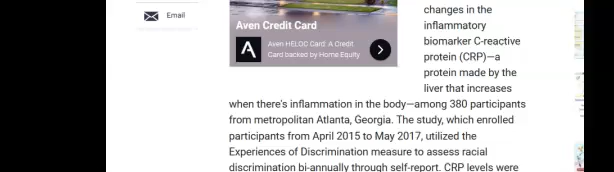 Email
Aven Credit Card
Aven HELOC Card: A Credit
Card backed by Home Equity
changes in the
inflammatory
biomarker C-reactive
protein (CRP)—a
protein made by the
liver that increases
when there's inflammation in the body—among 380 participants
from metropolitan Atlanta, Georgia. The study, which enrolled
participants from April 2015 to May 2017, utilized the
Experiences of Discrimination measure to assess racial
discrimination bi-annually through self-report. CRP levels were